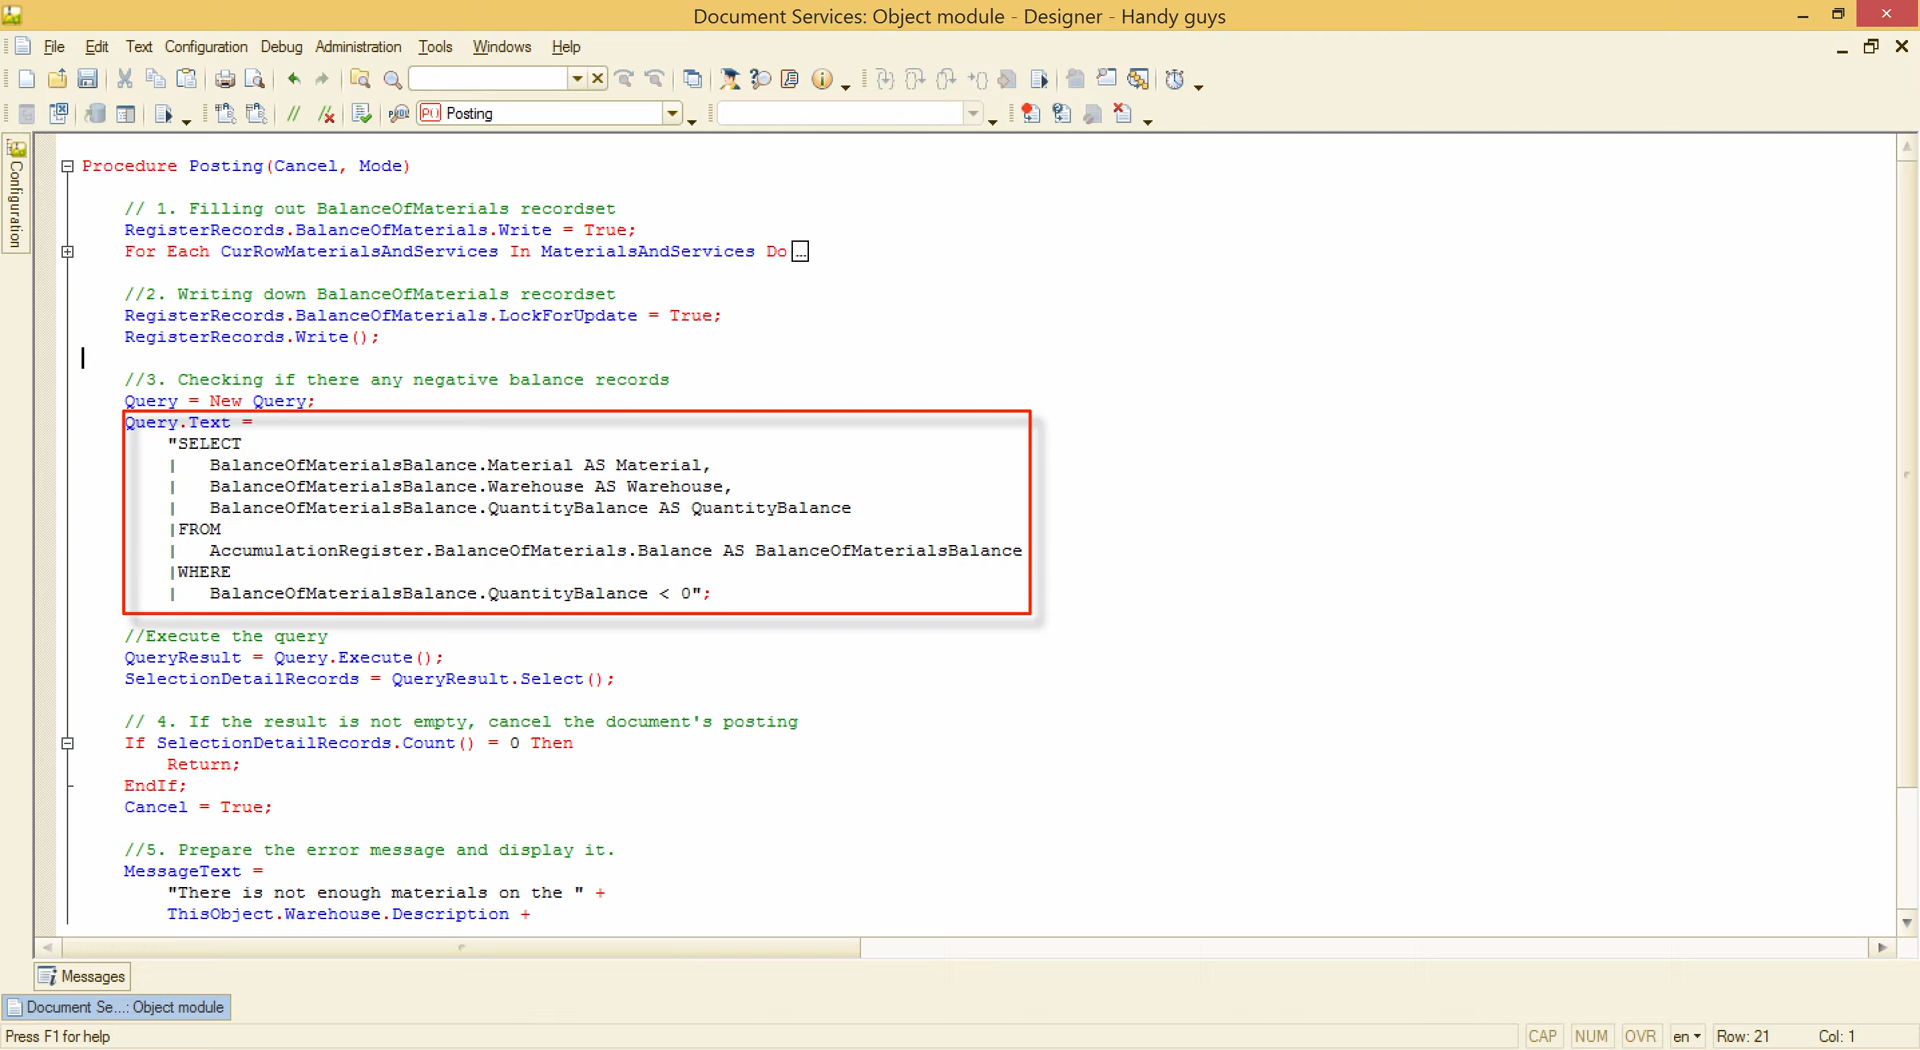 Document Services: Object module - Designer - Handy guys
File Edit Text Configuration Debug Administration Tools Windows Help
Posting
Configuration
Procedure Posting(Cancel, Mode)
// 1. Filling out BalanceOfMaterials recordset
RegisterRecords.BalanceOfMaterials.Write = True;
For Each CurRowMaterialsAndServices In MaterialsAndServices Do ...
//2. Writing down BalanceOfMaterials recordset
RegisterRecords.BalanceOfMaterials.LockForUpdate = True;
RegisterRecords.Write();
//3. Checking if there any negative balance records
Query = New Query;
Query.Text =
"SELECT
| BalanceOfMaterialsBalance.Material AS Material,
| BalanceOfMaterialsBalance.Warehouse AS Warehouse,
| BalanceOfMaterialsBalance.QuantityBalance AS QuantityBalance
|FROM
| AccumulationRegister.BalanceOfMaterials.Balance AS BalanceOfMaterialsBalance
|WHERE
| BalanceOfMaterialsBalance.QuantityBalance < 0";
//Execute the query
QueryResult = Query.Execute();
SelectionDetailRecords = QueryResult.Select();
// 4. If the result is not empty, cancel the document's posting
If SelectionDetailRecords.Count() = 0 Then
Return;
EndIf;
Cancel = True;
//5. Prepare the error message and display it.
MessageText =
"There is not enough materials on the " +
ThisObject.Warehouse.Description +
Messages
Document Se...: Object module
Press F1 for help CAP NUM OVR en Row: 21 Col: 1